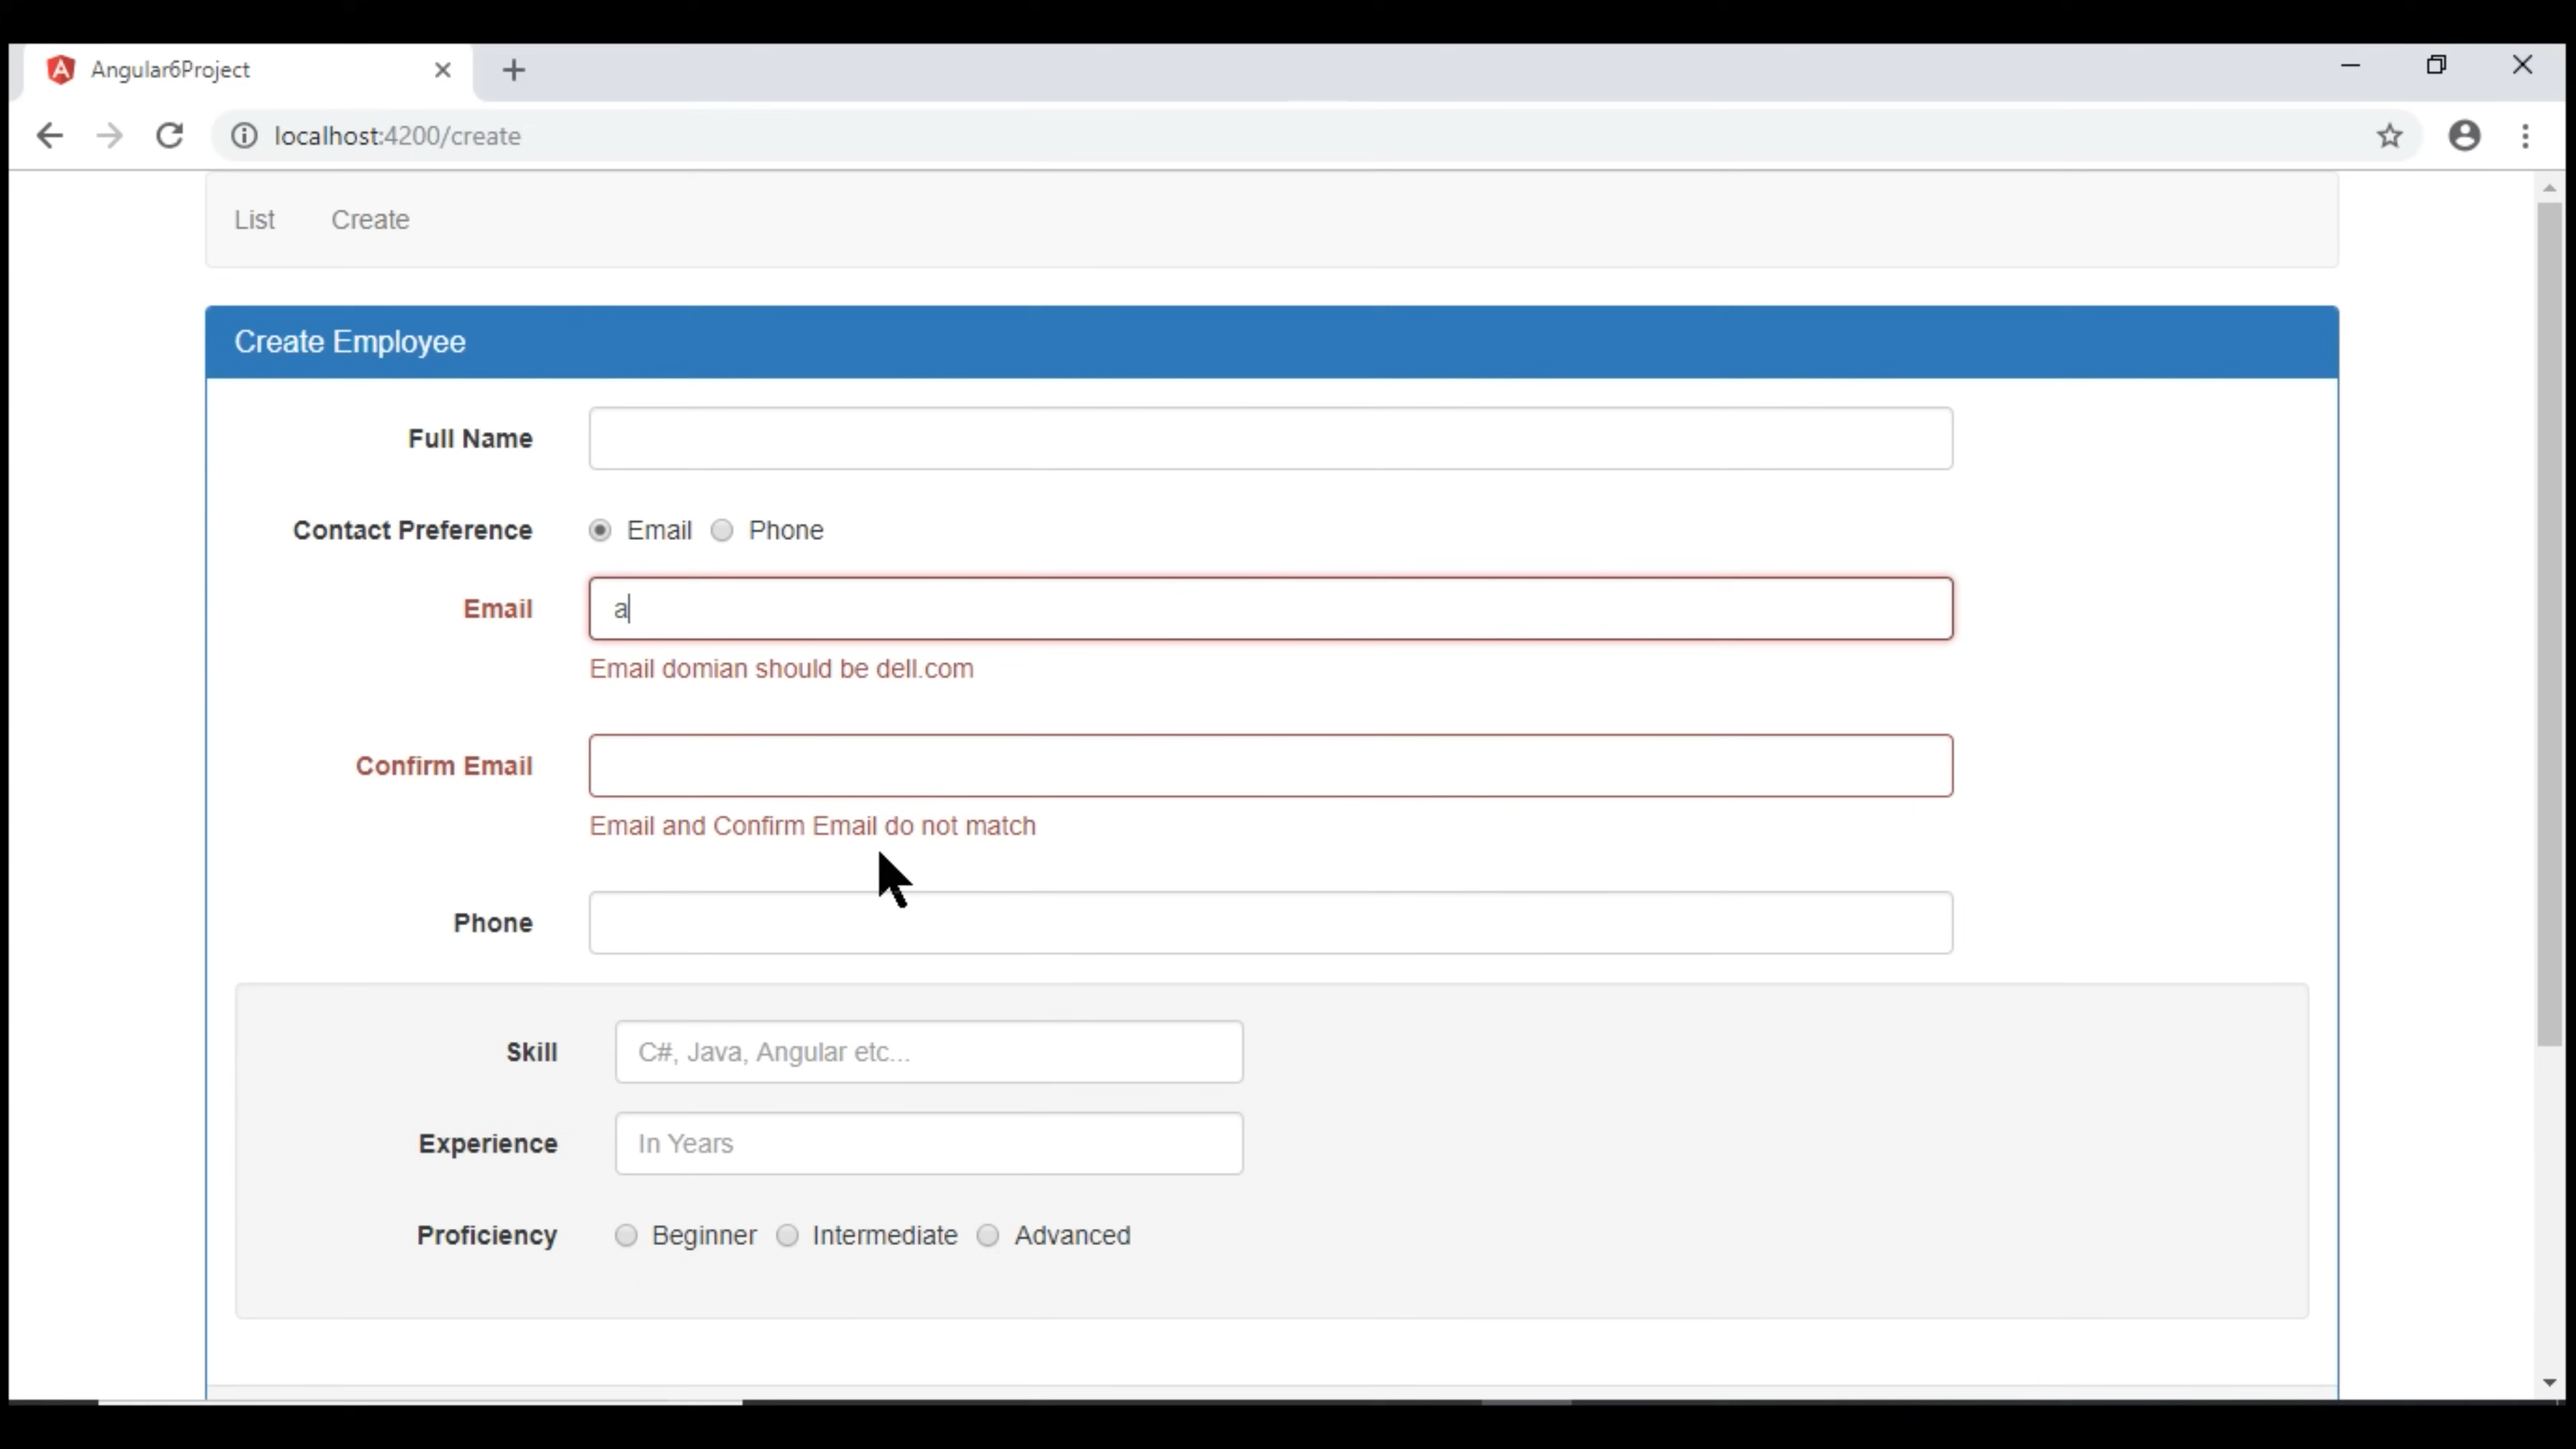 Angular6Project
localhost:4200/create
List Create
Create Employee
Full Name
Contact Preference Email Phone
Email a
Email domian should be dell.com
Confirm Email
Email and Confirm Email do not match
Phone
Skill C#, Java, Angular etc...
Experience In Years
Proficiency Beginner Intermediate Advanced